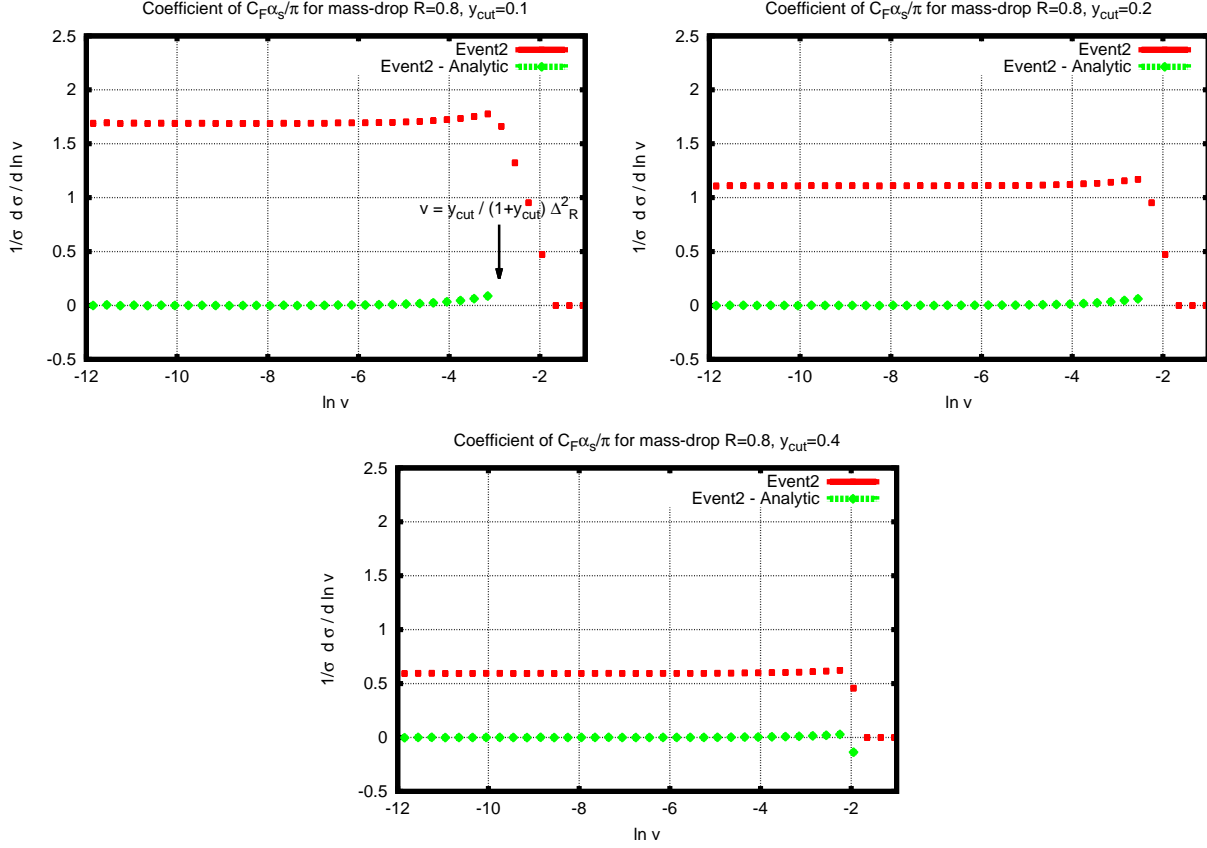 Coefficient of C_Fα_s/π for mass-drop R=0.8, y_cut=0.1
2.5
2
1.5
1
0.5
0
-0.5
1/σ d σ / d ln v
Event2
Event2 - Analytic
v = y_cut / (1+y_cut) Δ²_R
-12
-10
-8
-6
-4
-2
ln v
Coefficient of C_Fα_s/π for mass-drop R=0.8, y_cut=0.2
2.5
2
1.5
1
0.5
0
-0.5
1/σ d σ / d ln v
Event2
Event2 - Analytic
-12
-10
-8
-6
-4
-2
ln v
Coefficient of C_Fα_s/π for mass-drop R=0.8, y_cut=0.4
2.5
2
1.5
1
0.5
0
-0.5
1/σ d σ / d ln v
Event2
Event2 - Analytic
-12
-10
-8
-6
-4
-2
ln v